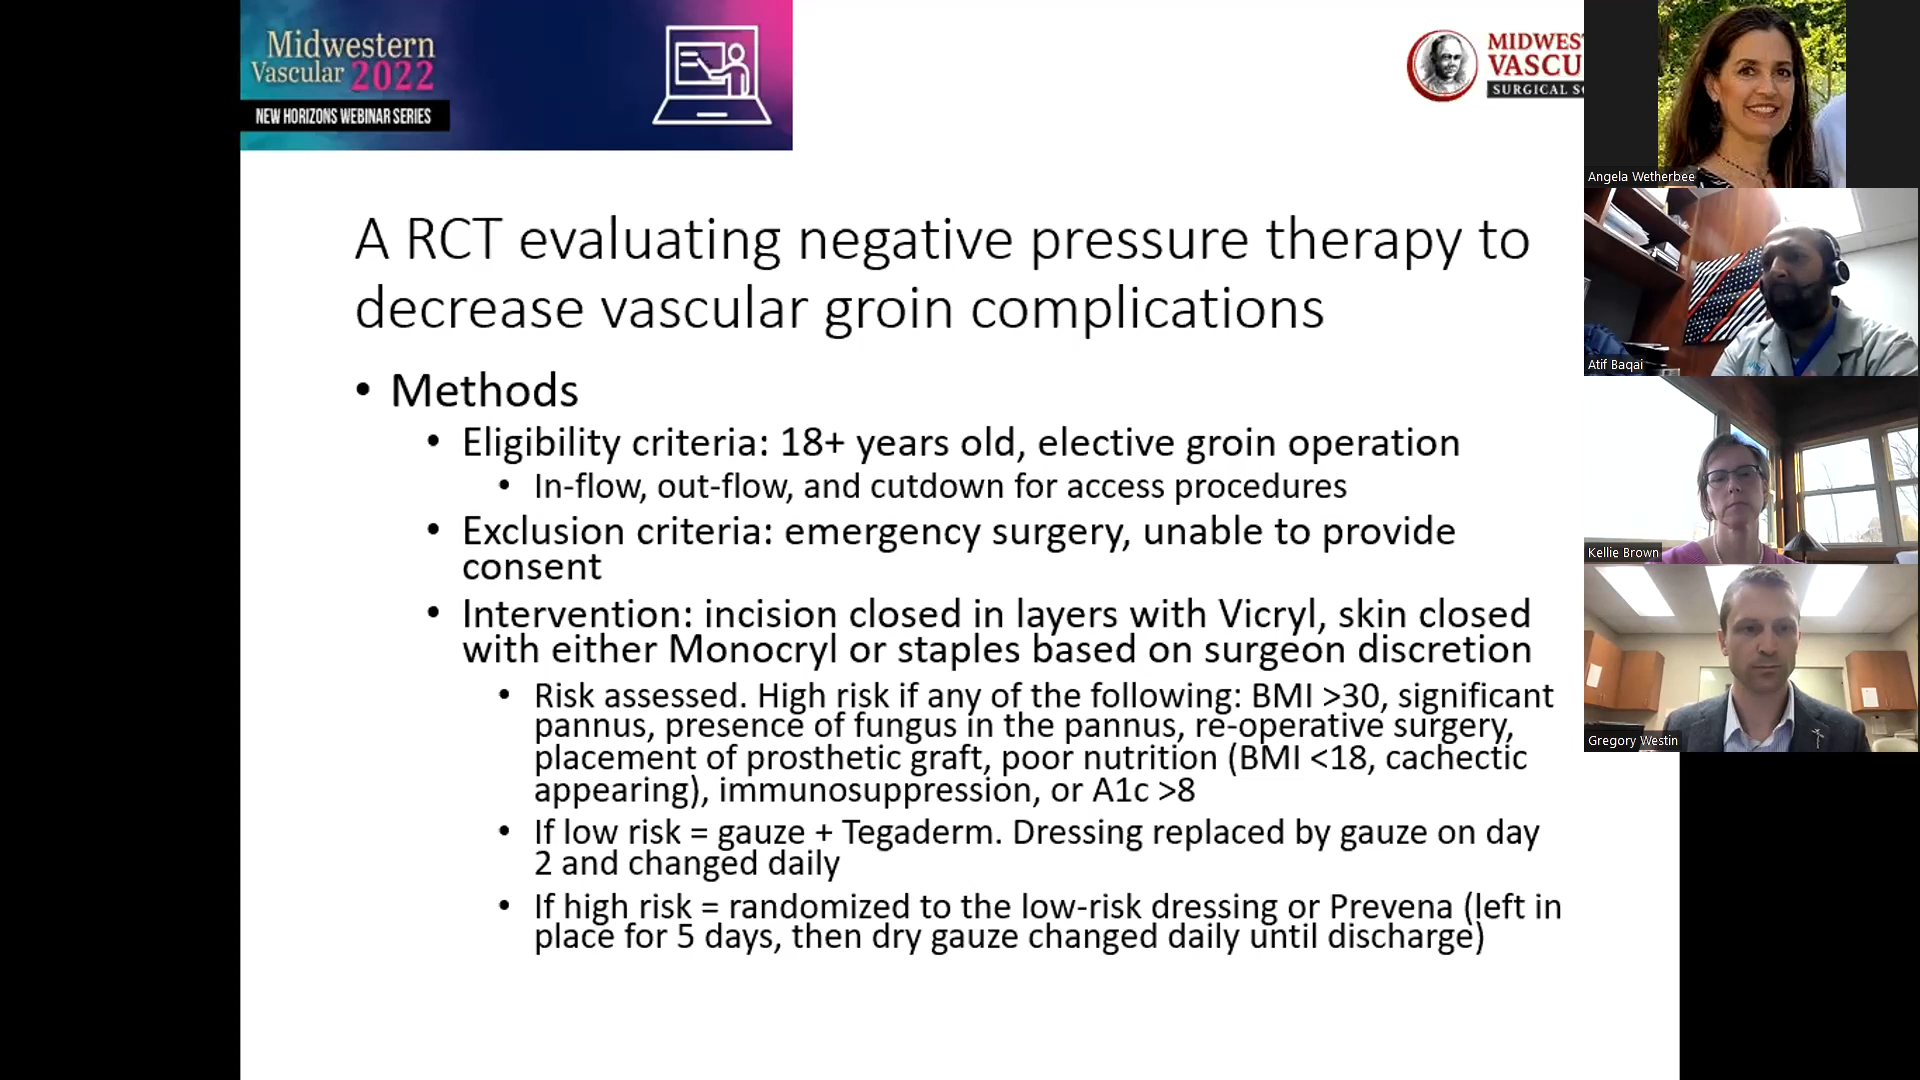 Midwestern
Vascular 2022
NEW HORIZONS WEBINAR SERIES
MIDWES
VASCU
SURGICAL S
A RCT evaluating negative pressure therapy to
decrease vascular groin complications
• Methods
• Eligibility criteria: 18+ years old, elective groin operation
• In-flow, out-flow, and cutdown for access procedures
• Exclusion criteria: emergency surgery, unable to provide
consent
• Intervention: incision closed in layers with Vicryl, skin closed
with either Monocryl or staples based on surgeon discretion
• Risk assessed. High risk if any of the following: BMI >30, significant
pannus, presence of fungus in the pannus, re-operative surgery,
placement of prosthetic graft, poor nutrition (BMI <18, cachectic
appearing), immunosuppression, or A1c >8
• If low risk = gauze + Tegaderm. Dressing replaced by gauze on day
2 and changed daily
• If high risk = randomized to the low-risk dressing or Prevena (left in
place for 5 days, then dry gauze changed daily until discharge)
Angela Wetherbee
Atif Baqai
Kellie Brown
Gregory Westin